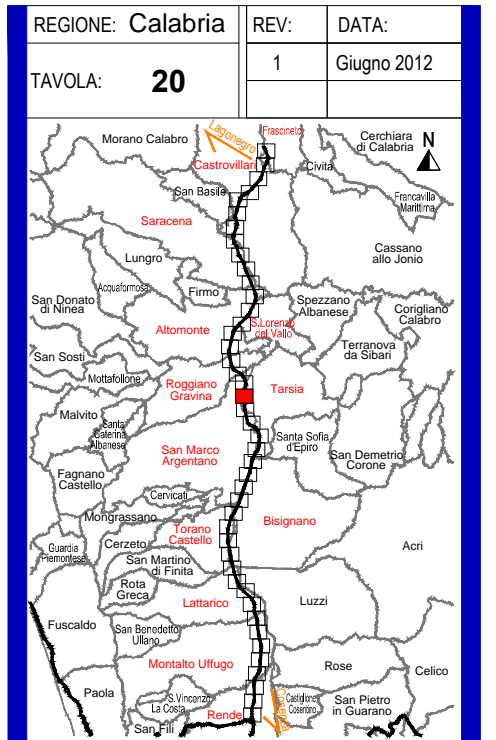 REGIONE: Calabria
REV:
DATA:
TAVOLA: 20
1
Giugno 2012
Lagonegro
Frascineto
Morano Calabro
Cerchiara
di Calabria
N
Castrovillari
Civita
San Basile
Francavilla
Marittima
Saracena
Cassano
allo Jonio
Lungro
Acquaformosa
Firmo
San Donato
di Ninea
Spezzano
Albanese
Corigliano
Calabro
Altomonte
S.Lorenzo
del Vallo
Terranova
da Sibari
San Sosti
Mottafollone
Roggiano
Gravina
Tarsia
Malvito
Santa
Caterina
Albanese
San Marco
Argentano
Santa Sofia
d'Epiro
San Demetrio
Corone
Fagnano
Castello
Cervicati
Mongrassano
Torano
Castello
Bisignano
Guardia
Piemontese
Cerzeto
Acri
San Martino
di Finita
Rota
Greca
Lattarico
Luzzi
Fuscaldo
San Benedetto
Ullano
Montalto Uffugo
Rose
Celico
Paola
S.Vincenzo
La Costa
Cosenza
Castiglione
Cosentino
San Pietro
in Guarano
Rende
San Fili